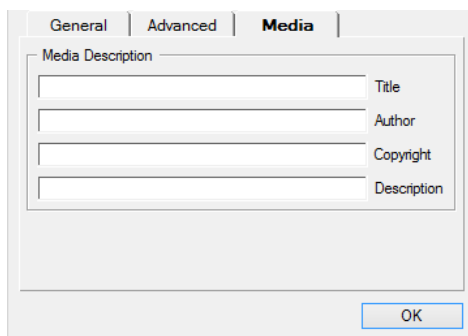 General Advanced Media
Media Description
Title
Author
Copyright
Description
OK